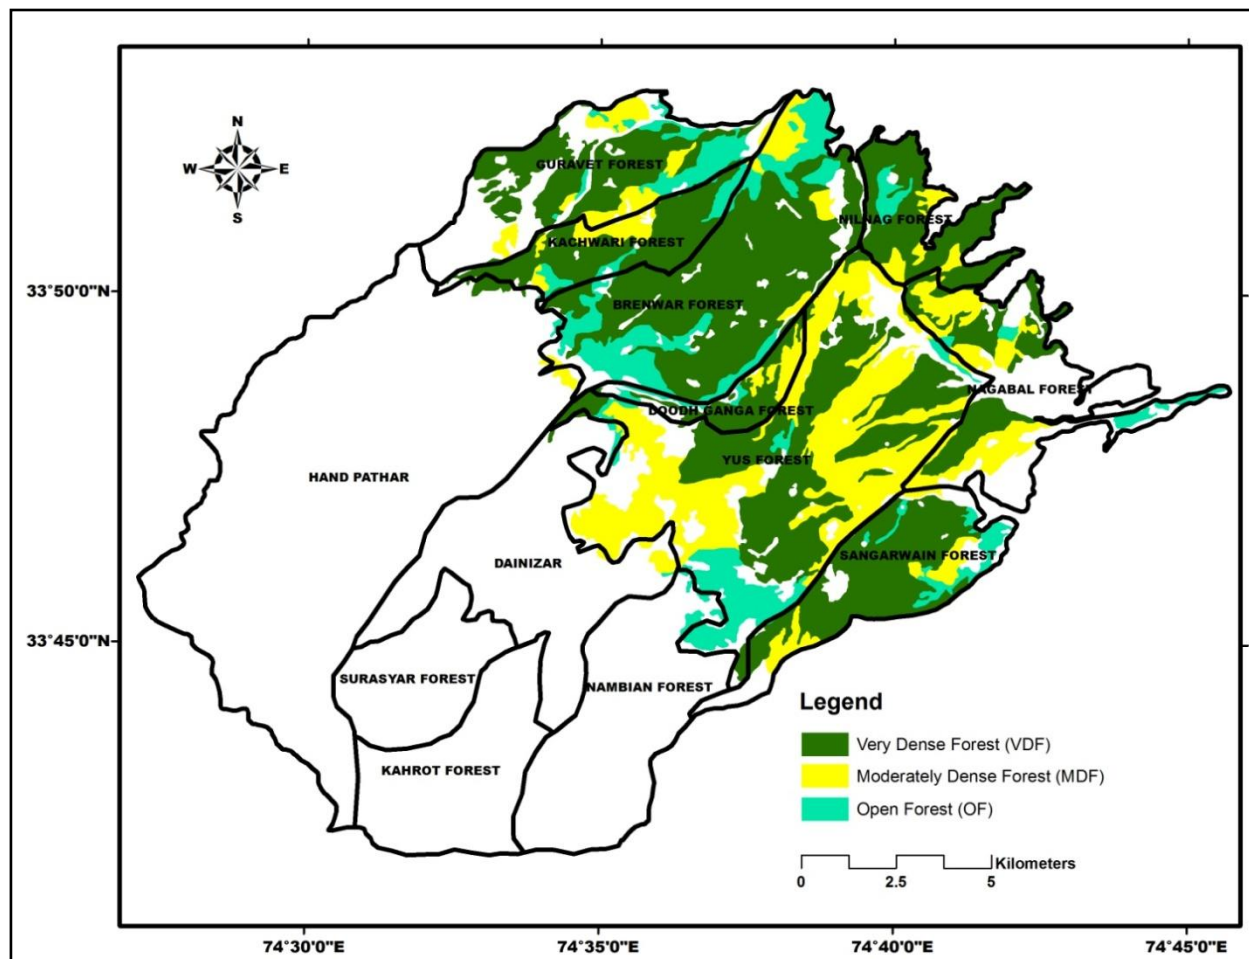 N
W E
S
GURAVET FOREST
NILNAG FOREST
KACHWARI FOREST
33°50'0"N
BRENWAR FOREST
NAGABAL FOREST
DOODH GANGA FOREST
YUS FOREST
HAND PATHAR
SANGARWAIN FOREST
DAINIZAR
33°45'0"N
SURASYAR FOREST
NAMBIAN FOREST
KAHROT FOREST
Legend
Very Dense Forest (VDF)
Moderately Dense Forest (MDF)
Open Forest (OF)
Kilometers
0 2.5 5
74°30'0"E 74°35'0"E 74°40'0"E 74°45'0"E